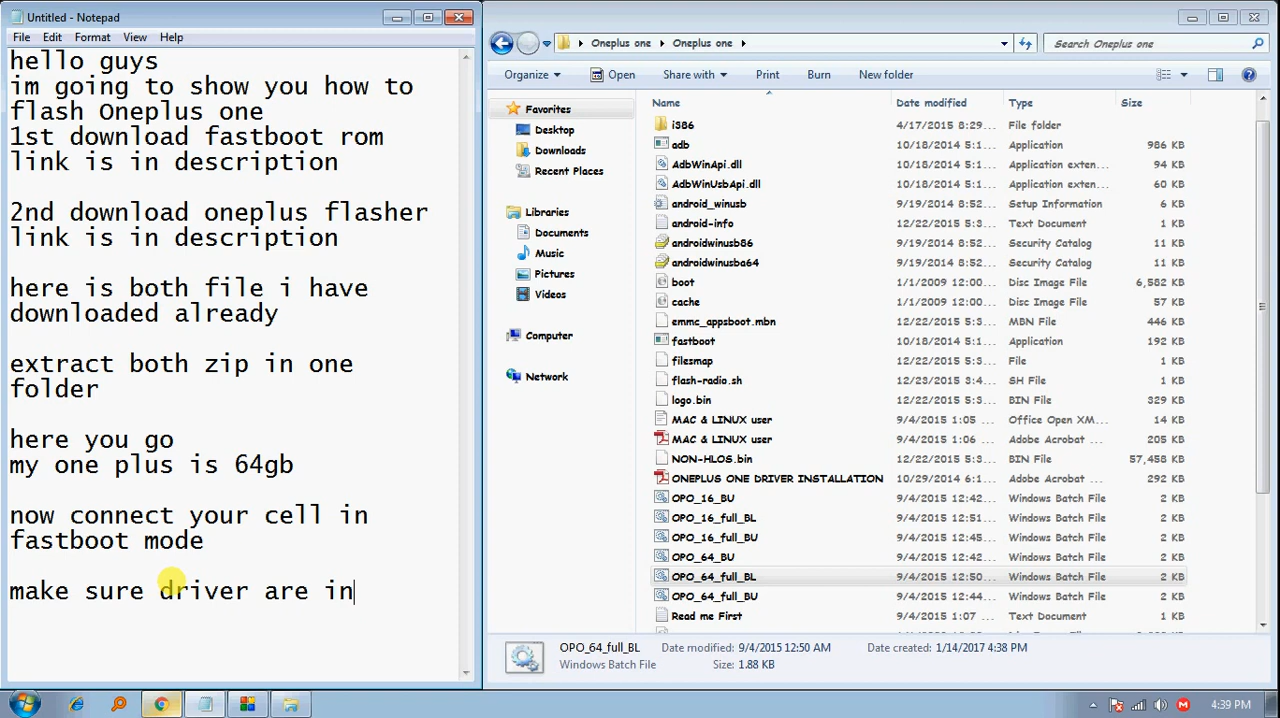 Untitled - Notepad
File Edit Format View Help
hello guys
im going to show you how to
flash Oneplus one
1st download fastboot rom
link is in description
2nd download oneplus flasher
link is in description
here is both file i have
downloaded already
extract both zip in one
folder
here you go
my one plus is 64gb
now connect your cell in
fastboot mode
make sure driver are in
Oneplus one Oneplus one
Search Oneplus one
Organize Open Share with Print Burn New folder
Favorites
Desktop
Downloads
Recent Places
Libraries
Documents
Music
Pictures
Videos
Computer
Network
Name Date modified Type Size
i386 4/17/2015 8:29... File folder
adb 10/18/2014 5:1... Application 986 KB
AdbWinApi.dll 10/18/2014 5:1... Application exten... 94 KB
AdbWinUsbApi.dll 10/18/2014 5:1... Application exten... 60 KB
android_winusb 9/19/2014 8:52... Setup Information 6 KB
android-info 12/22/2015 5:3... Text Document 1 KB
androidwinusb86 9/19/2014 8:52... Security Catalog 11 KB
androidwinusba64 9/19/2014 8:52... Security Catalog 11 KB
boot 1/1/2009 12:00... Disc Image File 6,582 KB
cache 1/1/2009 12:00... Disc Image File 57 KB
emmc_appsboot.mbn 12/22/2015 5:3... MBN File 446 KB
fastboot 10/18/2014 5:1... Application 192 KB
filesmap 12/22/2015 5:3... File 1 KB
flash-radio.sh 12/23/2015 3:4... SH File 1 KB
logo.bin 12/22/2015 5:3... BIN File 329 KB
MAC & LINUX user 9/4/2015 1:05 ... Office Open XM... 14 KB
MAC & LINUX user 9/4/2015 1:06 ... Adobe Acrobat ... 205 KB
NON-HLOS.bin 12/22/2015 5:3... BIN File 57,458 KB
ONEPLUS ONE DRIVER INSTALLATION 10/29/2014 6:1... Adobe Acrobat ... 292 KB
OPO_16_BU 9/4/2015 12:42... Windows Batch File 2 KB
OPO_16_full_BL 9/4/2015 12:51... Windows Batch File 2 KB
OPO_16_full_BU 9/4/2015 12:45... Windows Batch File 2 KB
OPO_64_BU 9/4/2015 12:42... Windows Batch File 2 KB
OPO_64_full_BL 9/4/2015 12:50... Windows Batch File 2 KB
OPO_64_full_BU 9/4/2015 12:44... Windows Batch File 2 KB
Read me First 9/4/2015 1:07 ... Text Document 1 KB
OPO_64_full_BL Date modified: 9/4/2015 12:50 AM Date created: 1/14/2017 4:38 PM
Windows Batch File Size: 1.88 KB
4:39 PM